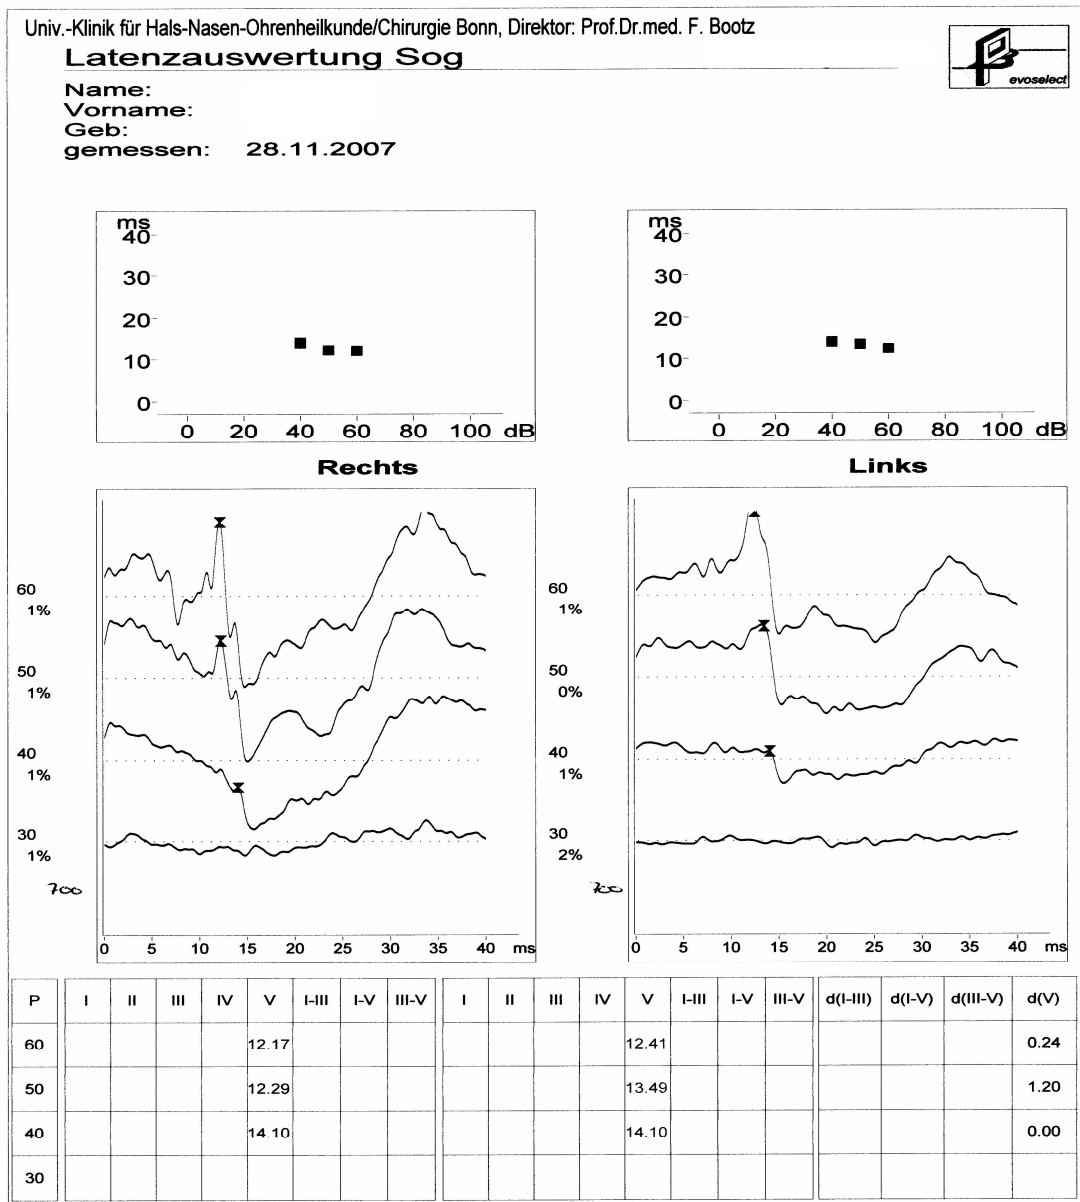 Univ.-Klinik für Hals-Nasen-Ohrenheilkunde/Chirurgie Bonn, Direktor: Prof.Dr.med. F. Bootz
Latenzauswertung Sog
evoselect
Name:
Vorname:
Geb:
gemessen: 28.11.2007
ms
40
30
20
10
0
0 20 40 60 80 100 dB
ms
40
30
20
10
0
0 20 40 60 80 100 dB
Rechts
60
1%
50
1%
40
1%
30
1%
700
0 5 10 15 20 25 30 35 40 ms
Links
60
1%
50
0%
40
1%
30
2%
700
0 5 10 15 20 25 30 35 40 ms
P I II III IV V I-III I-V III-V I II III IV V I-III I-V III-V d(I-III) d(I-V) d(III-V) d(V)
60 12.17 12.41 0.24
50 12.29 13.49 1.20
40 14.10 14.10 0.00
30